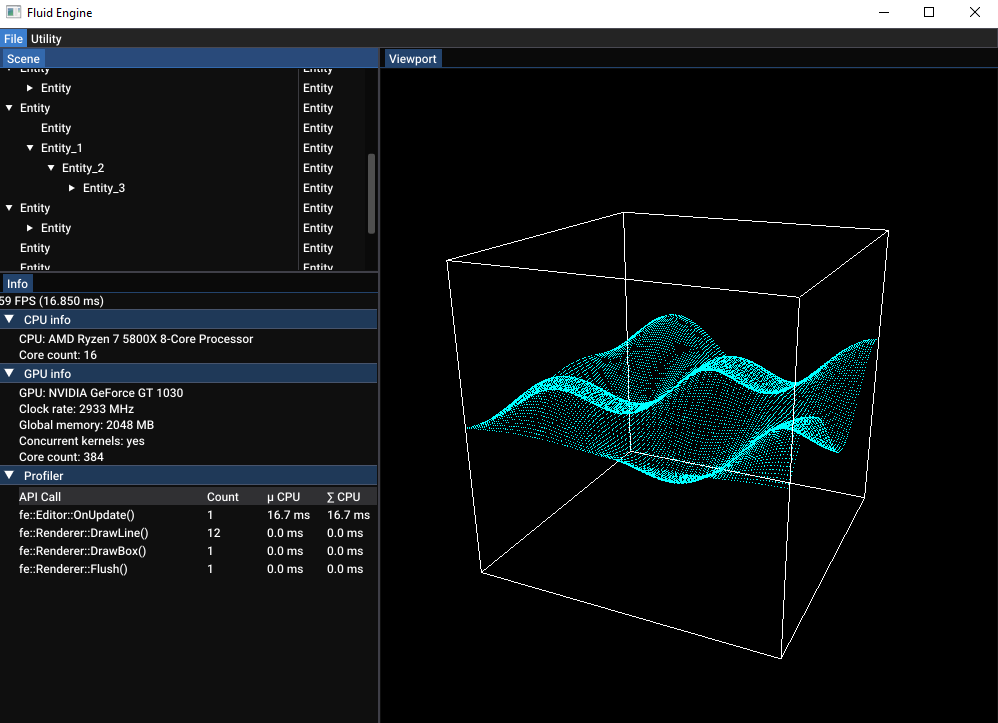 Fluid Engine
File Utility
Scene
Viewport
Entity Entity
Entity Entity
Entity Entity
Entity Entity
Entity_1 Entity
Entity_2 Entity
Entity_3 Entity
Entity Entity
Entity Entity
Entity Entity
Entity Entity
Info
59 FPS (16.850 ms)
CPU info
CPU: AMD Ryzen 7 5800X 8-Core Processor
Core count: 16
GPU info
GPU: NVIDIA GeForce GT 1030
Clock rate: 2933 MHz
Global memory: 2048 MB
Concurrent kernels: yes
Core count: 384
Profiler
API Call Count μ CPU ∑ CPU
fe::Editor::OnUpdate() 1 16.7 ms 16.7 ms
fe::Renderer::DrawLine() 12 0.0 ms 0.0 ms
fe::Renderer::DrawBox() 1 0.0 ms 0.0 ms
fe::Renderer::Flush() 1 0.0 ms 0.0 ms